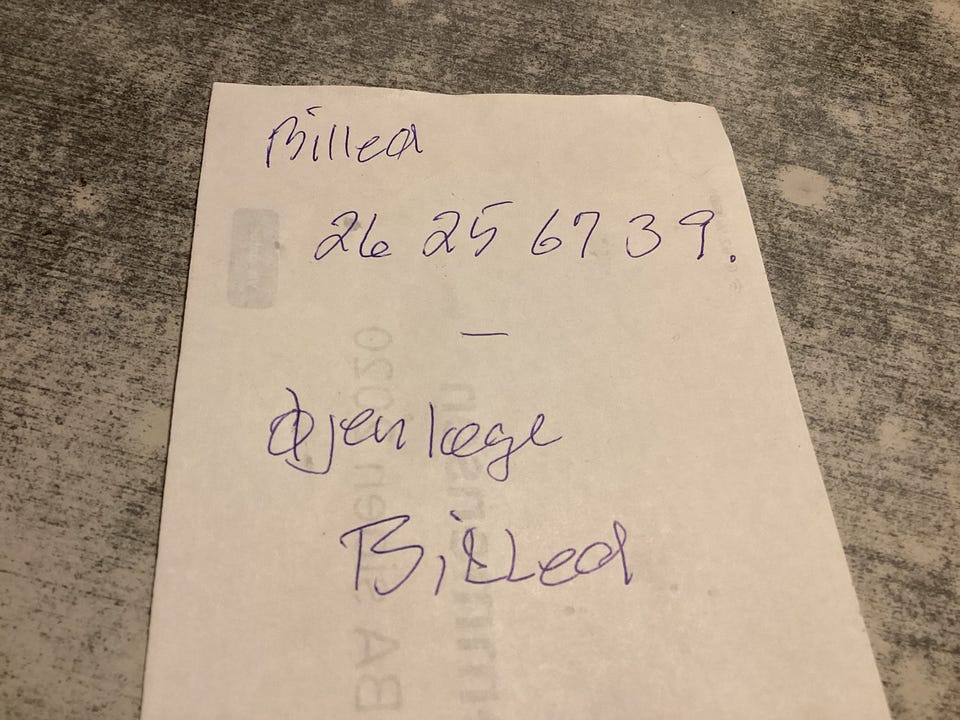 Billed
26 25 67 39.
—
Øjenlæge
Billed